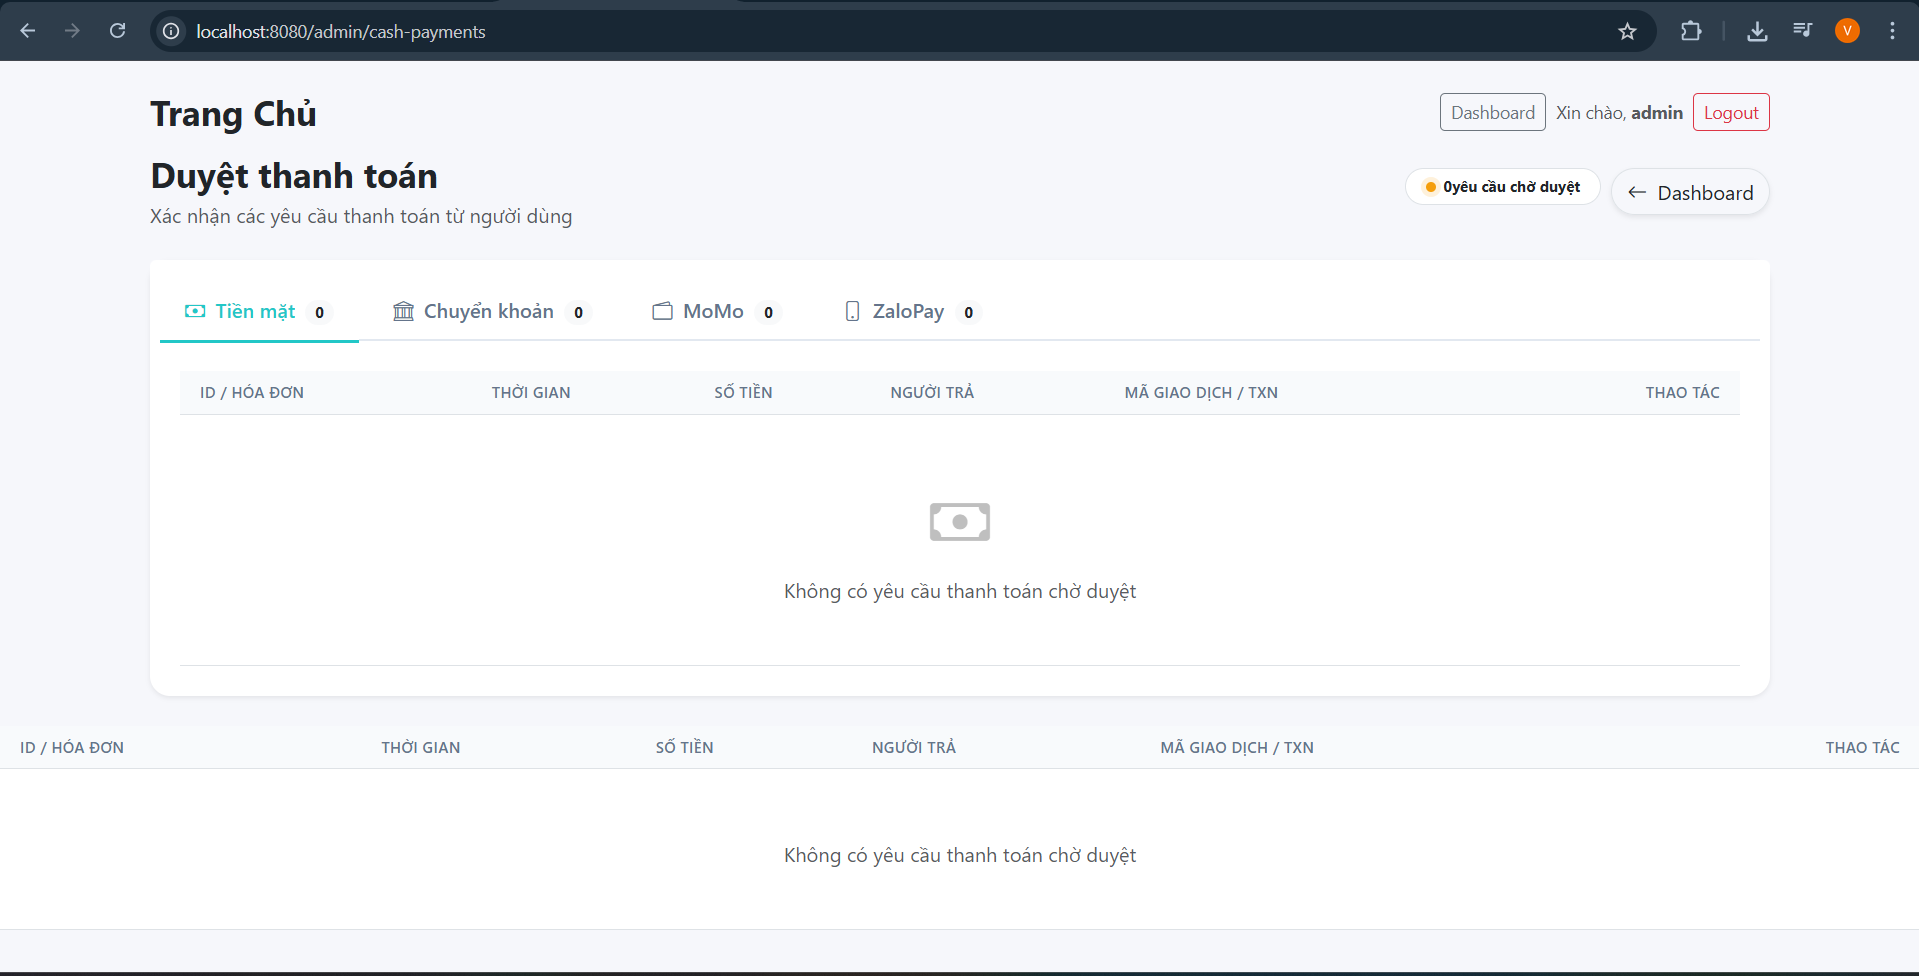 localhost:8080/admin/cash-payments
V
Trang Chủ
Dashboard Xin chào, admin Logout
Duyệt thanh toán
0yêu cầu chờ duyệt
Dashboard
Xác nhận các yêu cầu thanh toán từ người dùng
Tiền mặt 0 Chuyển khoản 0 MoMo 0 ZaloPay 0
ID / HÓA ĐƠN THỜI GIAN SỐ TIỀN NGƯỜI TRẢ MÃ GIAO DỊCH / TXN THAO TÁC
Không có yêu cầu thanh toán chờ duyệt
ID / HÓA ĐƠN THỜI GIAN SỐ TIỀN NGƯỜI TRẢ MÃ GIAO DỊCH / TXN THAO TÁC
Không có yêu cầu thanh toán chờ duyệt